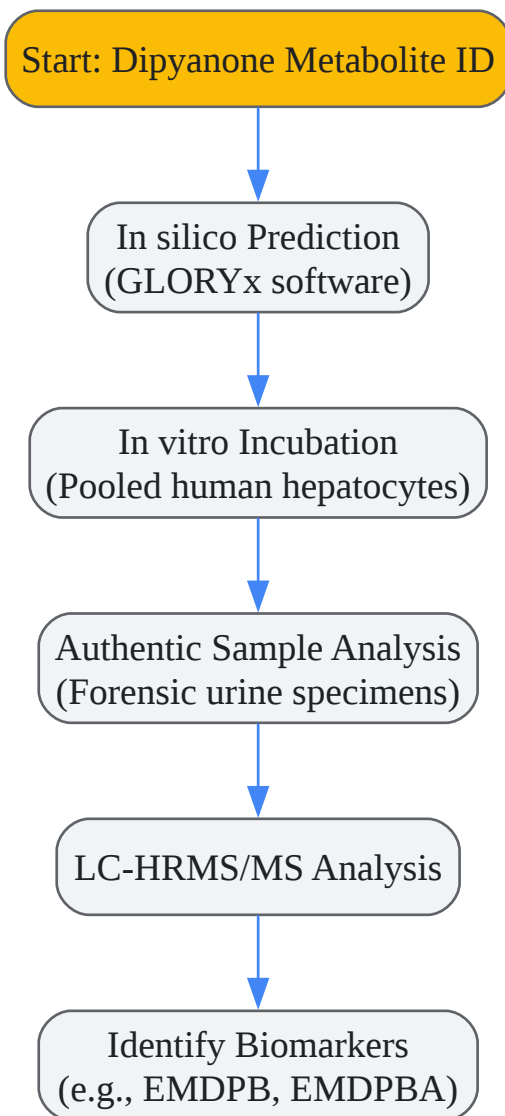 Start: Dipyanone Metabolite ID
In silico Prediction
(GLORYx software)
In vitro Incubation
(Pooled human hepatocytes)
Authentic Sample Analysis
(Forensic urine specimens)
LC-HRMS/MS Analysis
Identify Biomarkers
(e.g., EMDPB, EMDPBA)